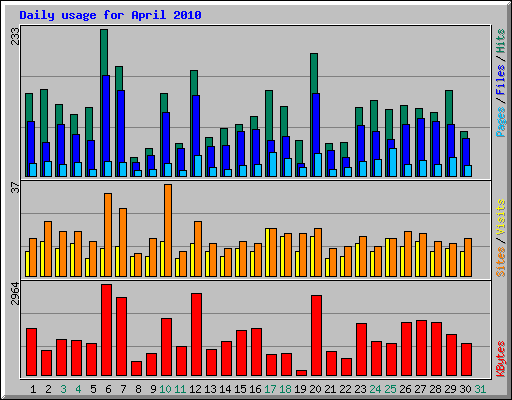 Daily usage for April 2010
233
Pages / Files / Hits
37
Sites / Visits
2964
KBytes
1 2 3 4 5 6 7 8 9 10 11 12 13 14 15 16 17 18 19 20 21 22 23 24 25 26 27 28 29 30 31